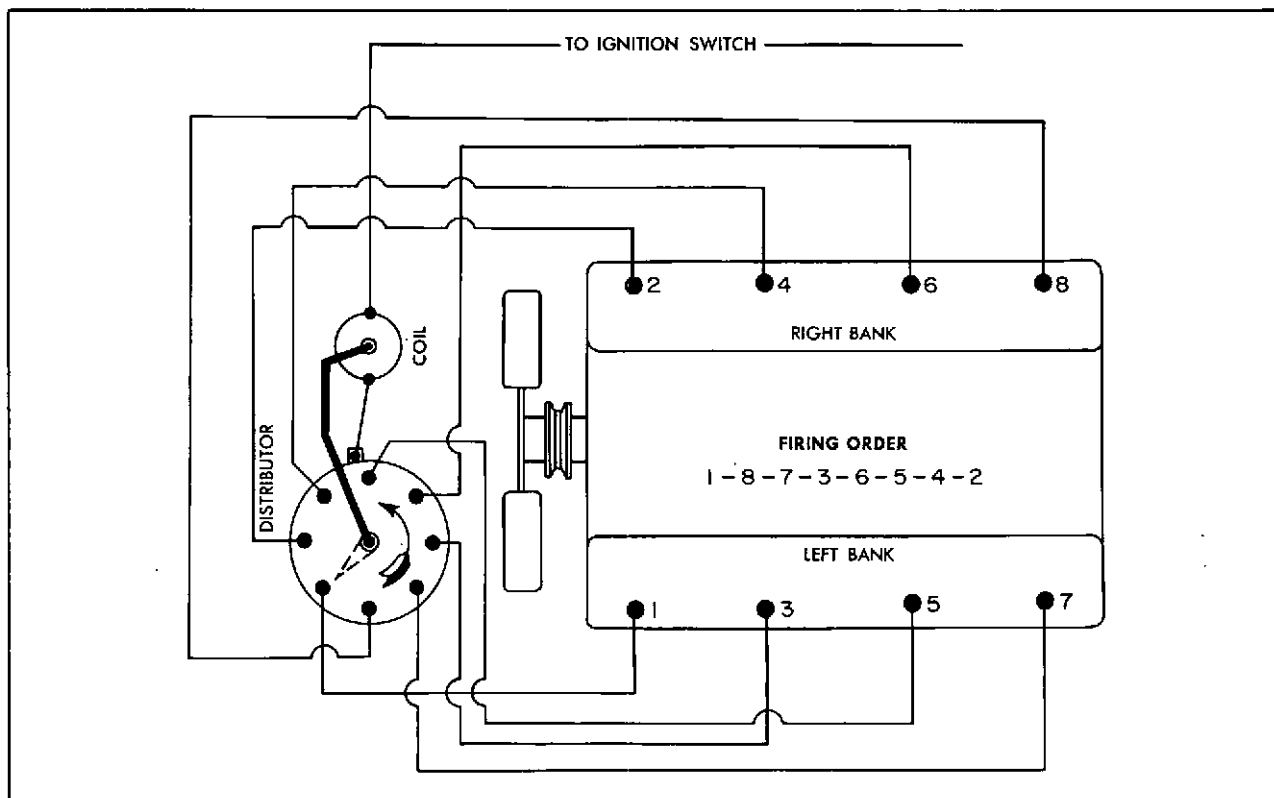 TO IGNITION SWITCH
2
4
6
8
RIGHT BANK
COIL
DISTRIBUTOR
FIRING ORDER
1-8-7-3-6-5-4-2
LEFT BANK
1
3
5
7